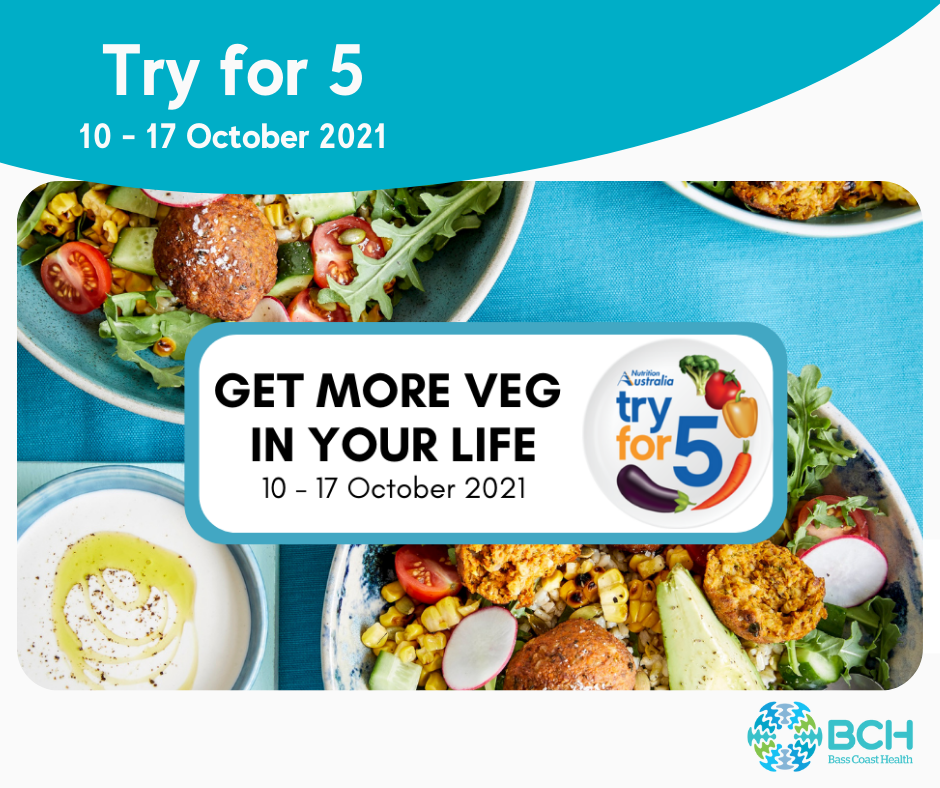 Try for 5
10 - 17 October 2021
GET MORE VEG
IN YOUR LIFE
10 - 17 October 2021
Nutrition
Australia
try
for 5
BCH
Bass Coast Health